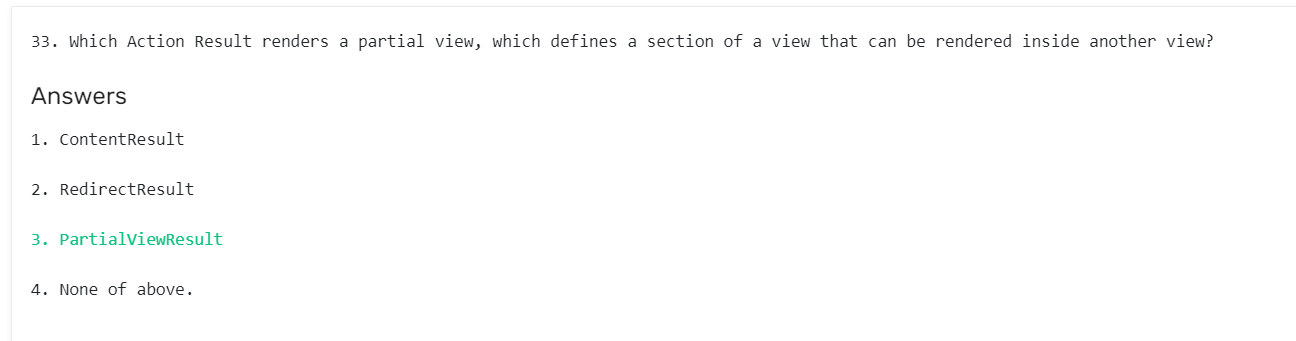 33. Which Action Result renders a partial view, which defines a section of a view that can be rendered inside another view?
Answers
1. ContentResult
2. RedirectResult
3. PartialViewResult
4. None of above.